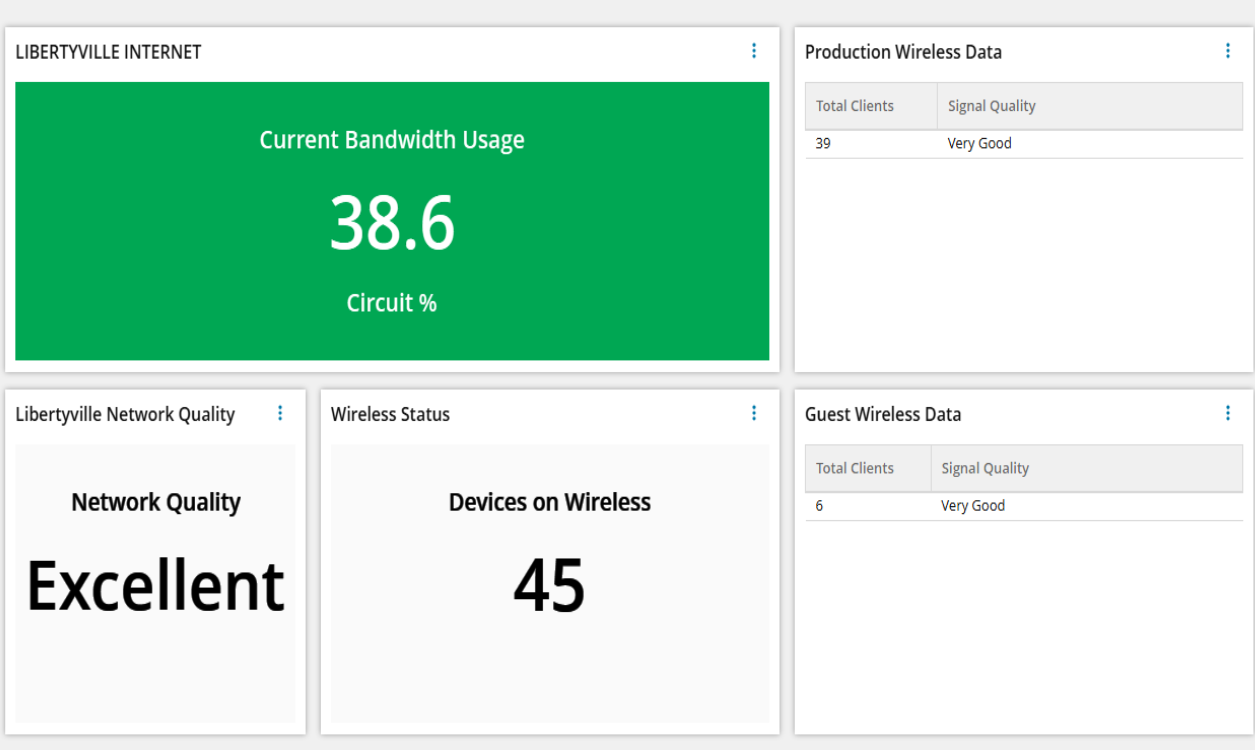 LIBERTYVILLE INTERNET
Current Bandwidth Usage
38.6
Circuit %
Production Wireless Data
Total Clients Signal Quality
39 Very Good
Libertyville Network Quality
Network Quality
Excellent
Wireless Status
Devices on Wireless
45
Guest Wireless Data
Total Clients Signal Quality
6 Very Good